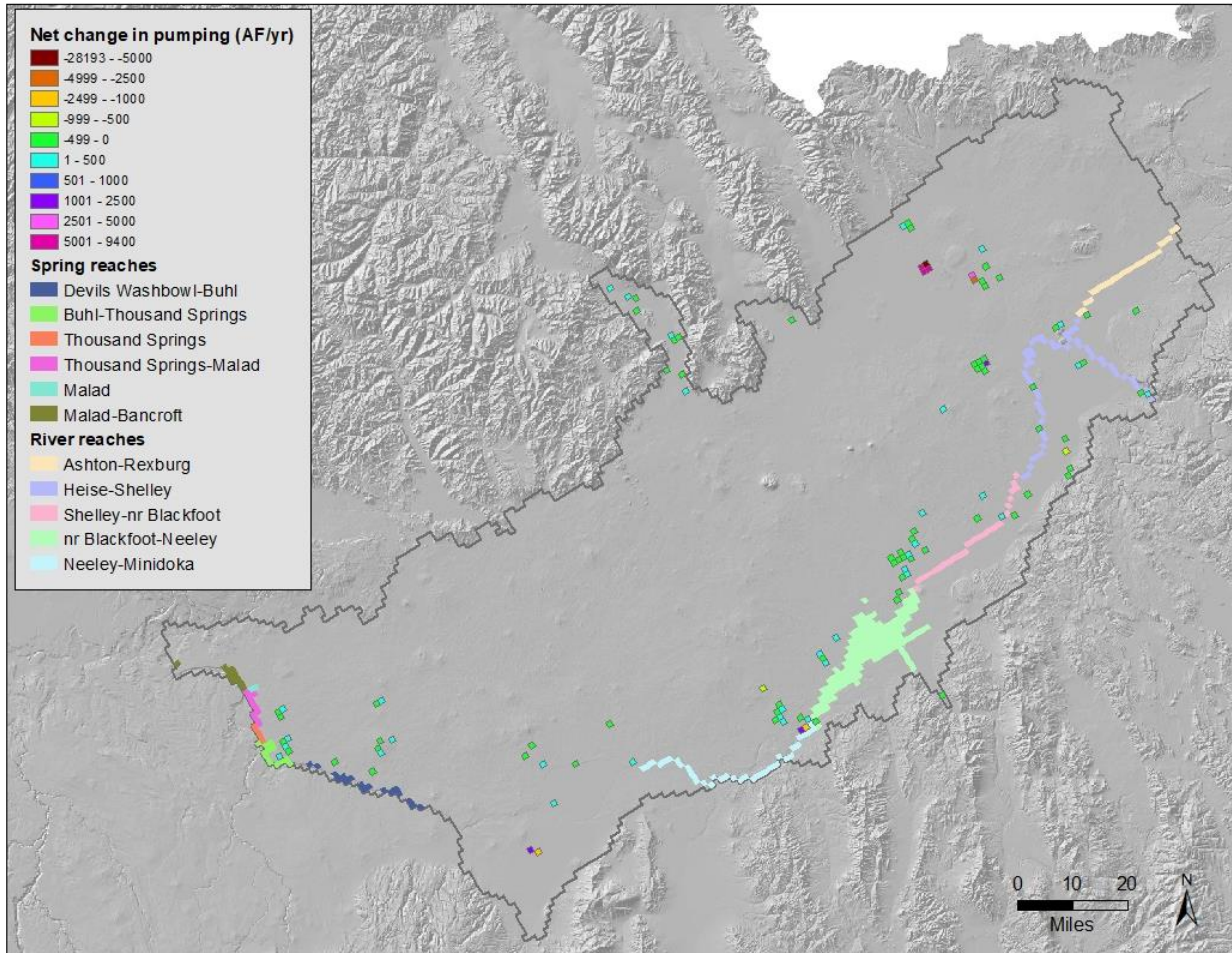 Net change in pumping (AF/yr)
-28193 - -5000
-4999 - -2500
-2499 - -1000
-999 - -500
-499 - 0
1 - 500
501 - 1000
1001 - 2500
2501 - 5000
5001 - 9400
Spring reaches
Devils Washbowl-Buhl
Buhl-Thousand Springs
Thousand Springs
Thousand Springs-Malad
Malad
Malad-Bancroft
River reaches
Ashton-Rexburg
Heise-Shelley
Shelley-nr Blackfoot
nr Blackfoot-Neeley
Neeley-Minidoka
0 10 20
Miles
N